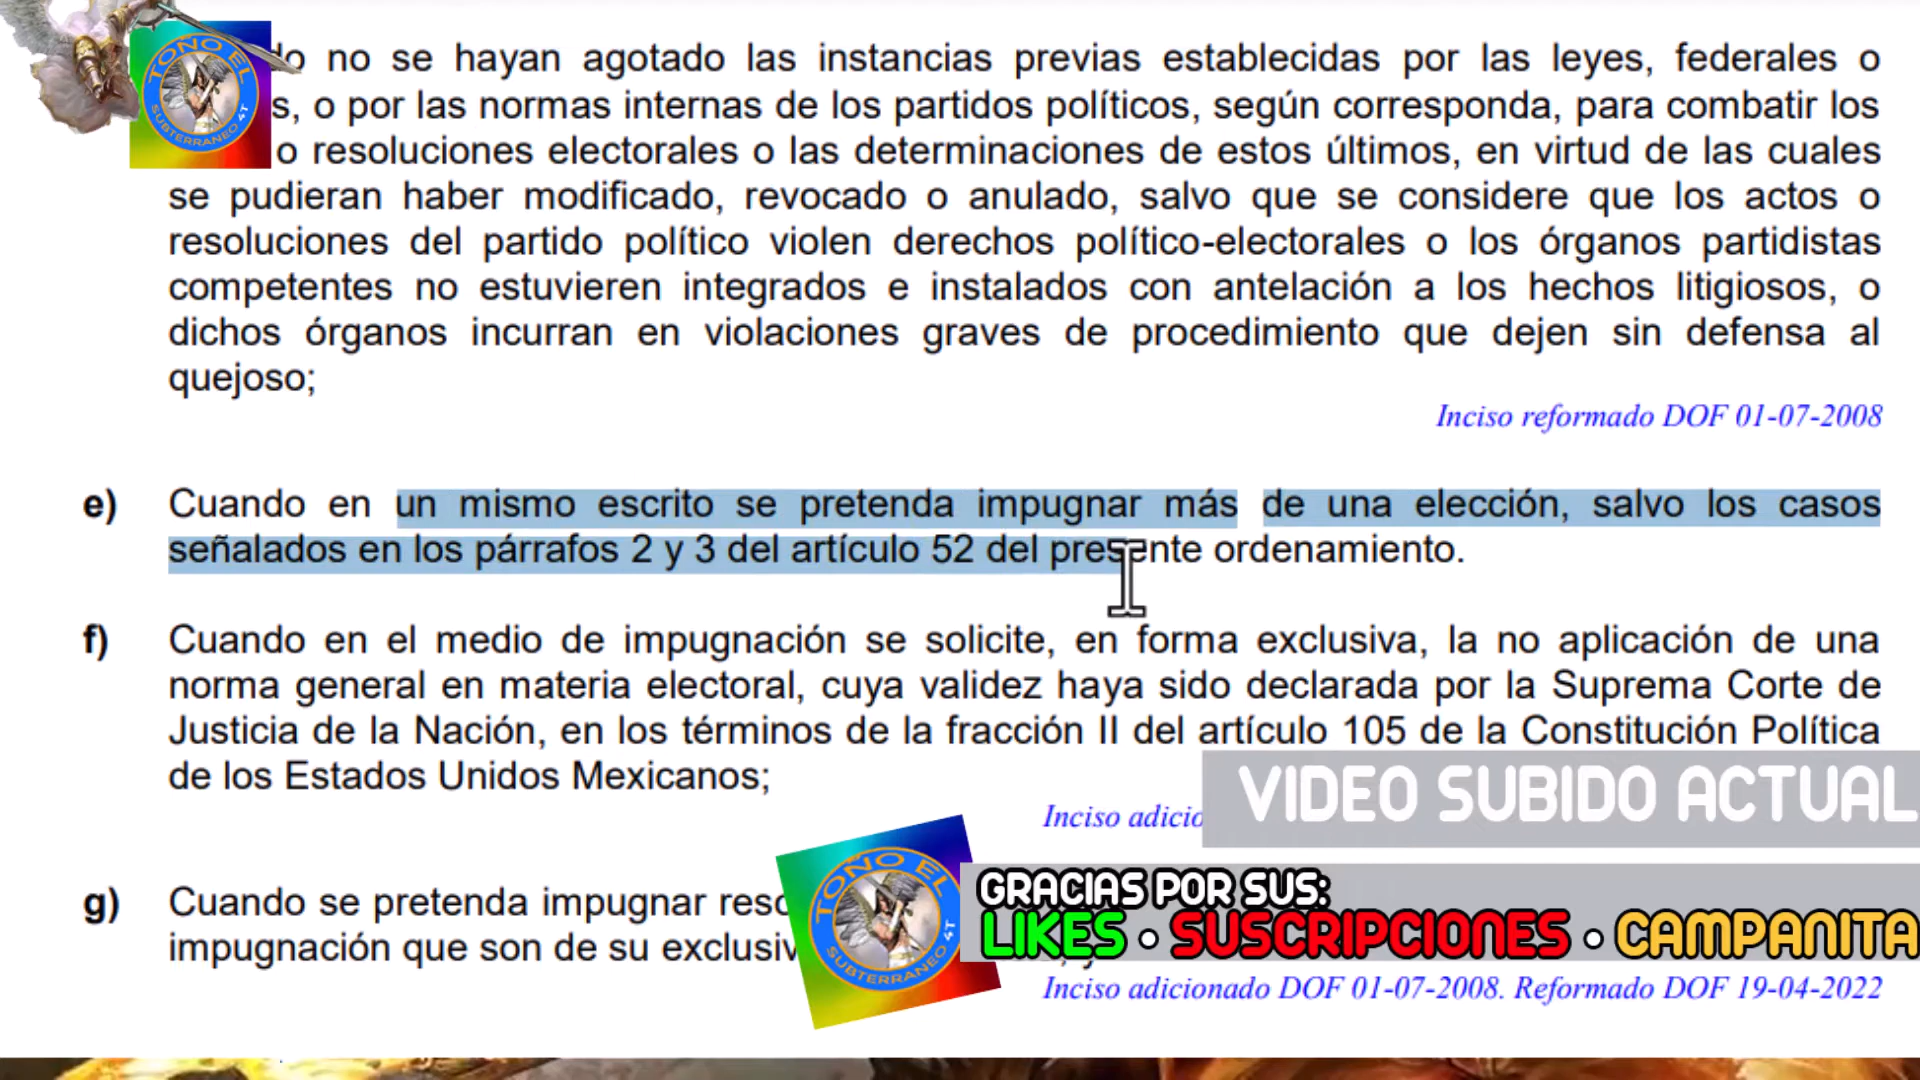 no se hayan agotado las instancias previas establecidas por las leyes, federales o
o por las normas internas de los partidos políticos, según corresponda, para combatir los
o resoluciones electorales o las determinaciones de estos últimos, en virtud de las cuales
se pudieran haber modificado, revocado o anulado, salvo que se considere que los actos o
resoluciones del partido político violen derechos político-electorales o los órganos partidistas
competentes no estuvieren integrados e instalados con antelación a los hechos litigiosos, o
dichos órganos incurran en violaciones graves de procedimiento que dejen sin defensa al
quejoso;
Inciso reformado DOF 01-07-2008
e) Cuando en un mismo escrito se pretenda impugnar más de una elección, salvo los casos
señalados en los párrafos 2 y 3 del artículo 52 del presente ordenamiento.
f) Cuando en el medio de impugnación se solicite, en forma exclusiva, la no aplicación de una
norma general en materia electoral, cuya validez haya sido declarada por la Suprema Corte de
Justicia de la Nación, en los términos de la fracción II del artículo 105 de la Constitución Política
de los Estados Unidos Mexicanos;
Inciso
VIDEO SUBIDO ACTUAL
g) Cuando se pretenda impugnar
impugnación que son de su
GRACIAS POR SUS:
LIKES • SUSCRIPCIONES • CAMPANITA
Inciso adicionado DOF 01-07-2008. Reformado DOF 19-04-2022
TOÑO EL
SUBTERRANEO 4T
TOÑO EL
SUBTERRANEO 4T